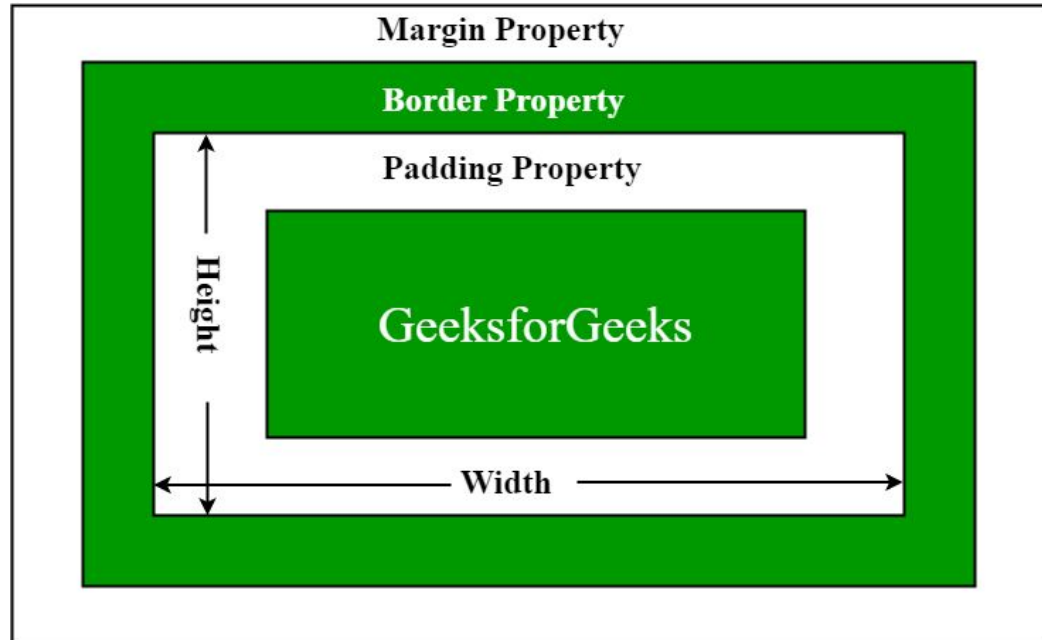 Margin Property
Border Property
Padding Property
Height
GeeksforGeeks
Width